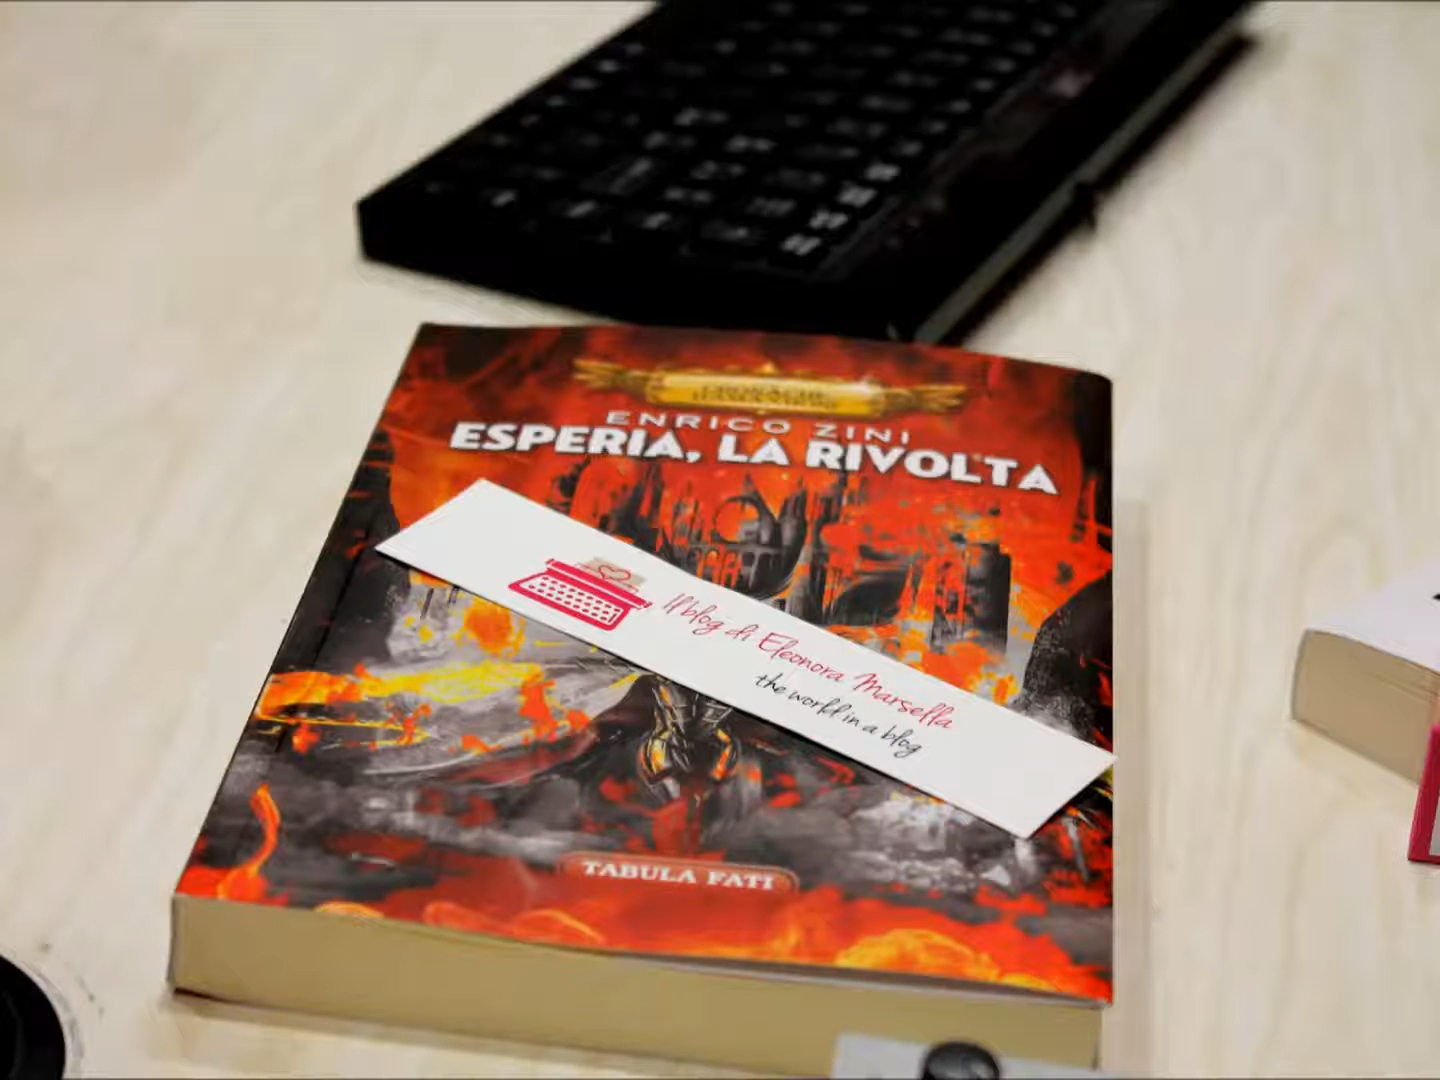 ENRICO ZINI
ESPERIA, LA RIVOLTA
Il blog di Eleonora Marsella
the world in a blog
TABULA FATI